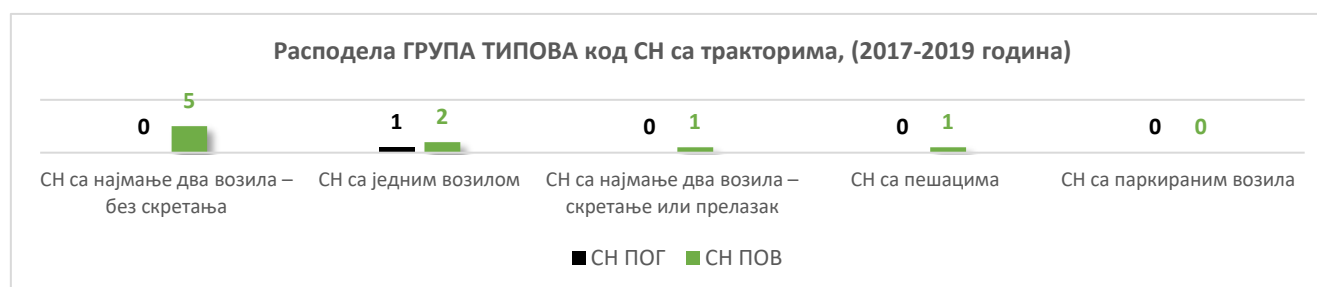 Расподела ГРУПА ТИПОВА код СН са тракторима, (2017-2019 година)
0 5 1 2 0 1 0 1 0 0
СН са најмање два возила –
без скретања
СН са једним возилом
СН са најмање два возила –
скретање или прелазак
СН са пешацима
СН са паркираним возила
СН ПОГ СН ПОВ